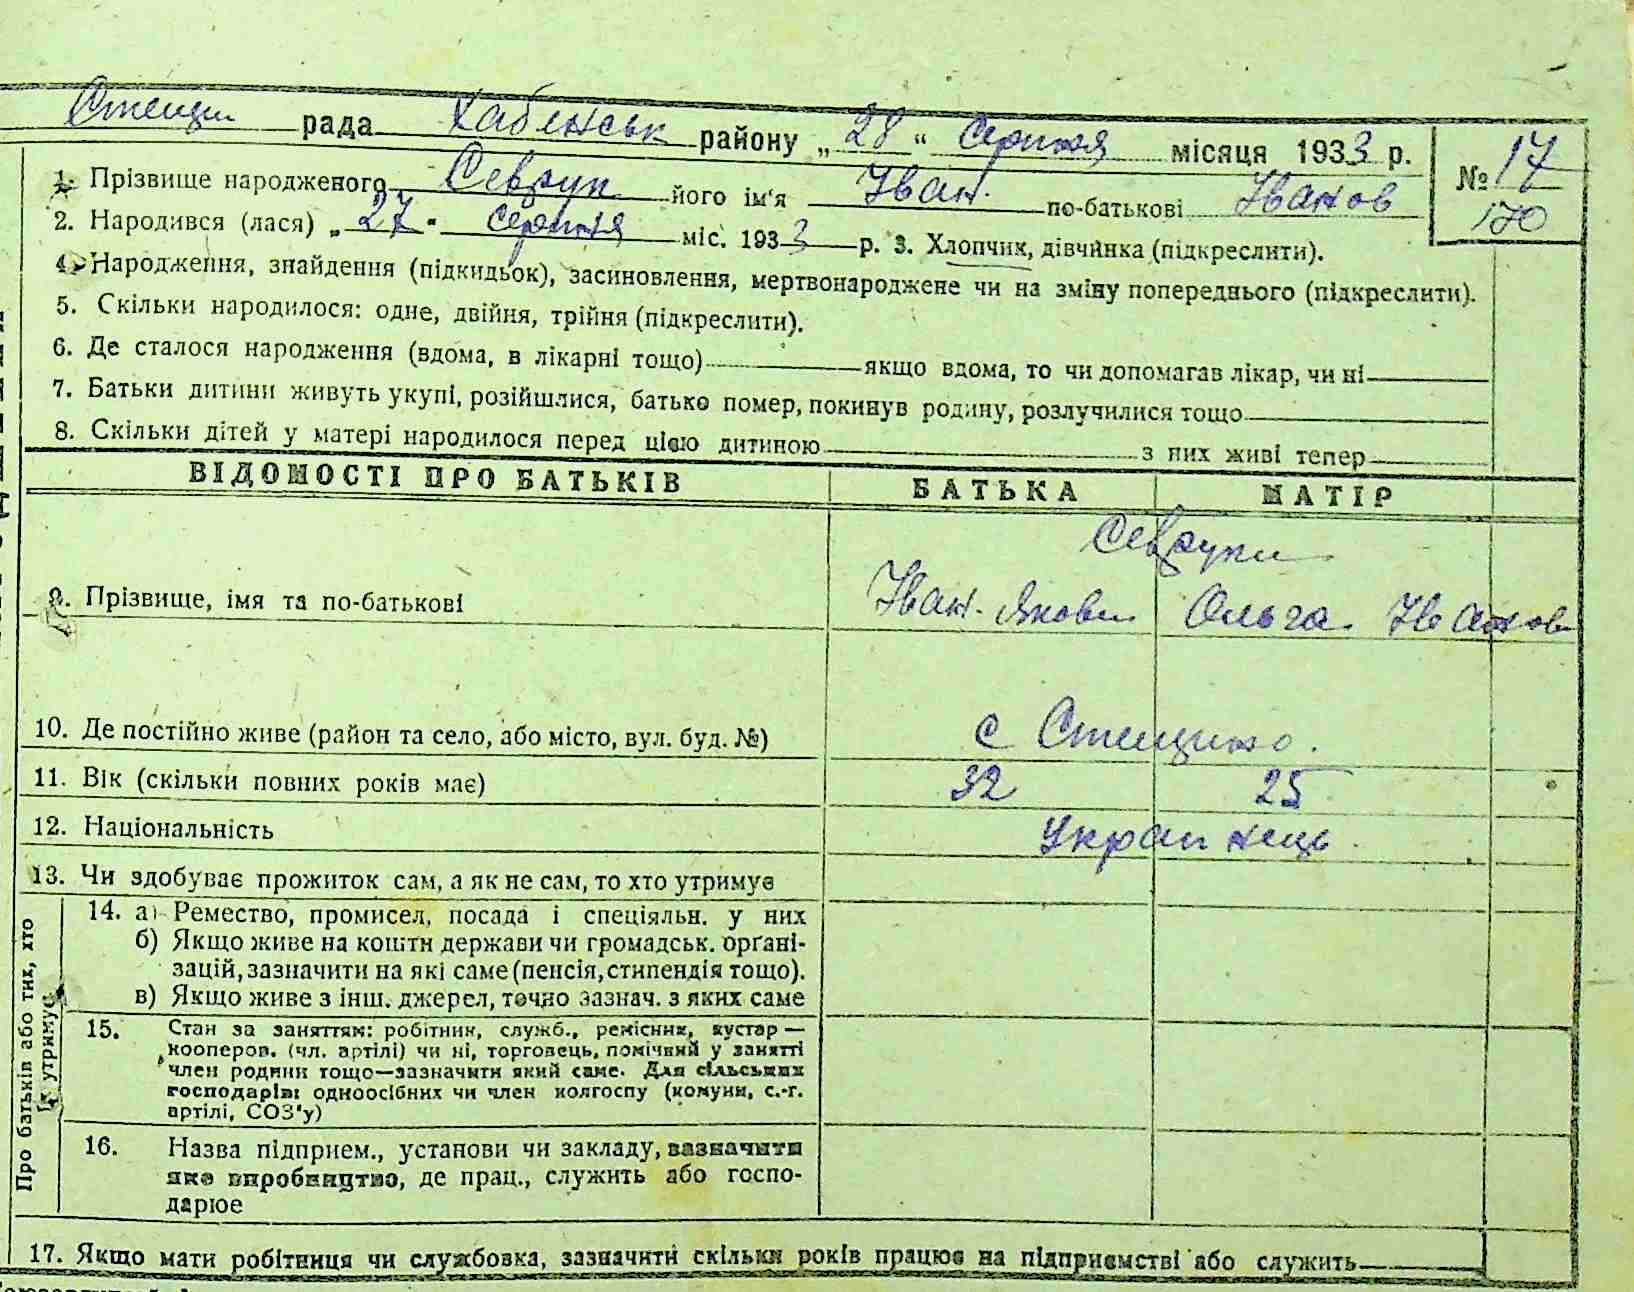 Стещин рада Хабенськ району „28“ Серпня місяця 1933 р.
№ 17
170
1. Прізвище народженого Севрук його ім'я Іван по-батькові Іванов
2. Народився (лася) „27" серпня міс. 1933 р. 3. Хлопчик, дівчинка (підкреслити).
4. Народження, знайдення (підкидьок), засиновлення, мертвонароджене чи на зміну попереднього (підкреслити).
5. Скільки народилося: одне, двійня, трійня (підкреслити).
6. Де сталося народження (вдома, в лікарні тощо) якщо вдома, то чи допомагав лікар, чи ні
7. Батьки дитини живуть укупі, розійшлися, батько помер, покинув родину, розлучилися тощо
8. Скільки дітей у матері народилося перед цією дитиною з них живі тепер
ВІДОМОСТІ ПРО БАТЬКІВ БАТЬКА МАТІР
Севруки
9. Прізвище, імя та по-батькові Іван Якови Ольга Іванов
10. Де постійно живе (район та село, або місто, вул. буд. №) с Стещино.
11. Вік (скільки повних років має) 32 25
12. Національність Украінець
13. Чи здобуває прожиток сам, а як не сам, то хто утримує
Про батьків або тих, хто їх утримує
14. а) Ремество, промисел, посада і спеціяльн. у них
б) Якщо живе на кошти держави чи громадськ. органі-
зацій, зазначити на які саме (пенсія, стипендія тощо).
в) Якщо живе з інш. джерел, точно зазнач. з яких саме
15. Стан за заняттям: робітник, служб., ремісник, кустар —
кооперов. (чл. артілі) чи ні, торговець, помічний у занятті
член родини тощо—зазначити який саме. Для сільських
господарів: одноосібних чи член колгоспу (комуни, с.-г.
артілі, СОЗ'у)
16. Назва підприєм., установи чи закладу, зазначити
яке виробництво, де прац., служить або госпо-
дарює
17. Якщо мати робітниця чи службовка, зазначити скільки років працює на підприємстві або служить